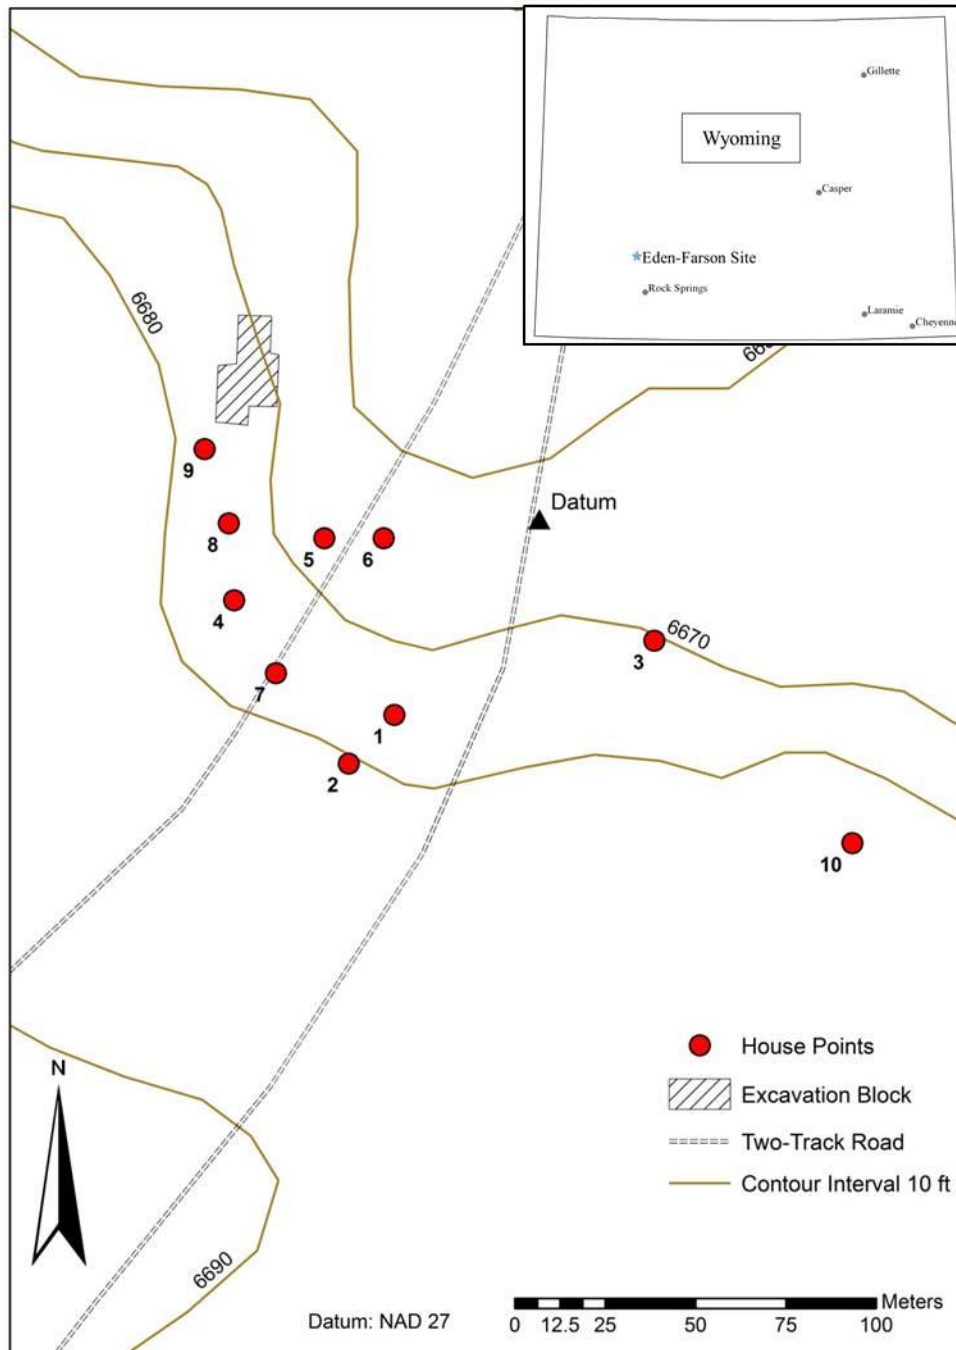 Gillette
Wyoming
Casper
Eden-Farson Site
Rock Springs
Laramie
Cheyenne
6680
9
Datum
8
5
6
4
6670
3
7
1
2
10
N
House Points
Excavation Block
Two-Track Road
Contour Interval 10 ft
6690
Datum: NAD 27
Meters
0 12.5 25 50 75 100